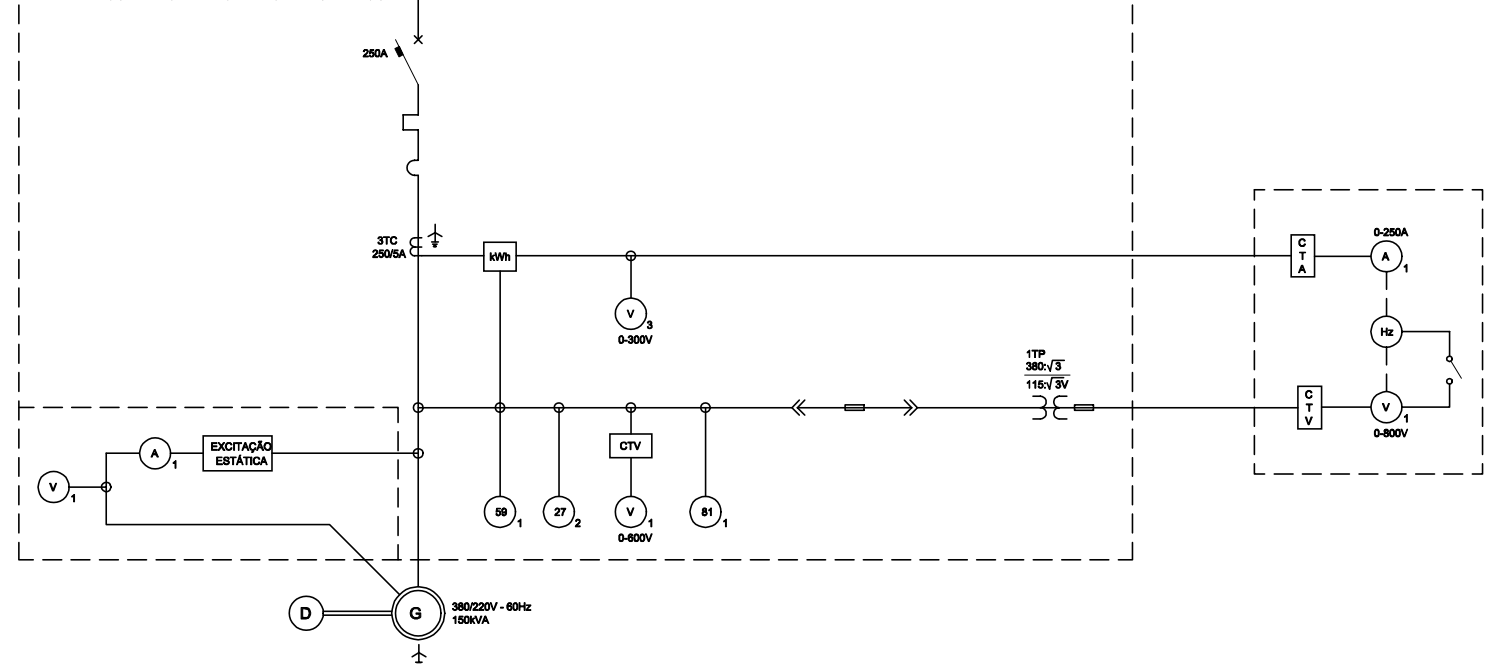 250A
3TC
250/5A
kWh
V
3
0-300V
C
T
A
0-250A
A
1
Hz
1TP
380:√3
115:√3V
C
T
V
V
1
0-800V
A
1
EXCITAÇÃO
ESTÁTICA
V
1
CTV
59
1
27
2
V
1
0-600V
81
1
D
G
380/220V - 60Hz
150kVA